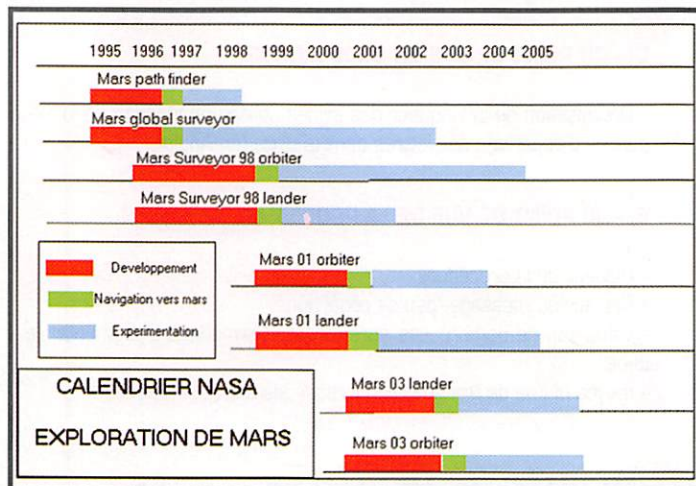 1995 1996 1997 1998 1999 2000 2001 2002 2003 2004 2005
Mars path finder
Mars global surveyor
Mars Surveyor 98 orbiter
Mars Surveyor 98 lander
Mars 01 orbiter
Mars 01 lander
Developpement
Navigation vers mars
Experimentation
Mars 03 lander
Mars 03 orbiter
CALENDRIER NASA
EXPLORATION DE MARS